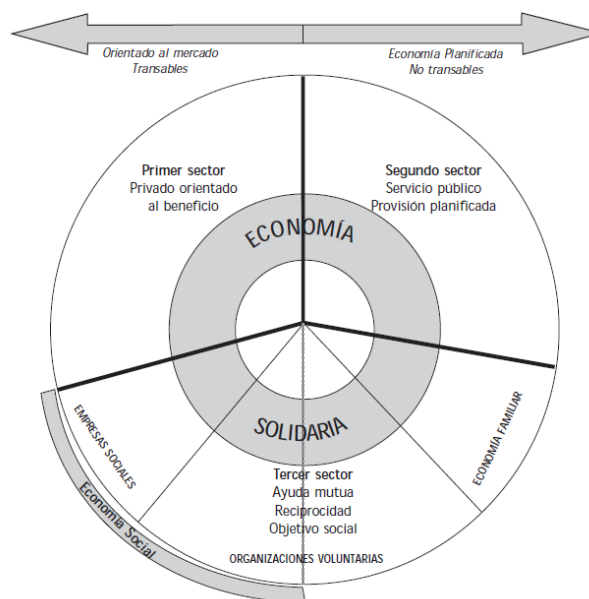 Orientado al mercado
Transables
Economía Planificada
No transables
Primer sector
Privado orientado
al beneficio
Segundo sector
Servicio público
Provisión planificada
ECONOMÍA
SOLIDARIA
EMPRESAS SOCIALES
ECONOMÍA FAMILIAR
Economía Social
Tercer sector
Ayuda mutua
Reciprocidad
Objetivo social
ORGANIZACIONES VOLUNTARIAS